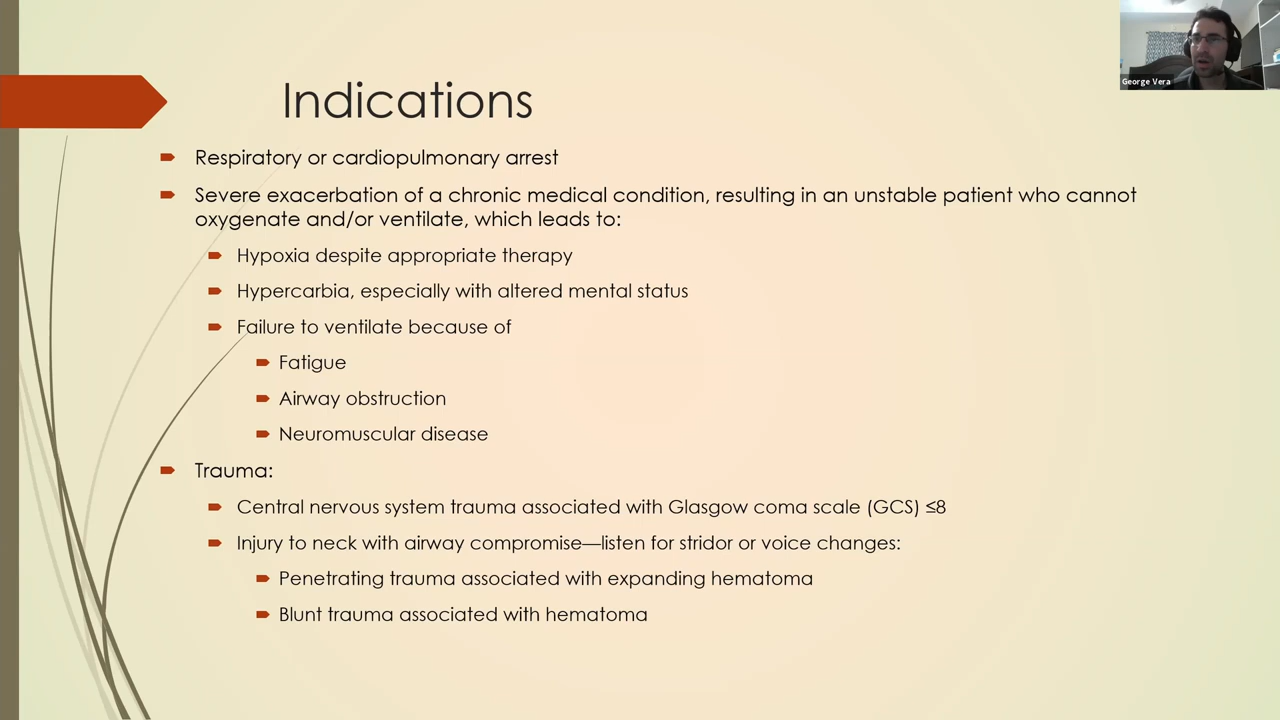 George Vera
Indications
Respiratory or cardiopulmonary arrest
Severe exacerbation of a chronic medical condition, resulting in an unstable patient who cannot
oxygenate and/or ventilate, which leads to:
Hypoxia despite appropriate therapy
Hypercarbia, especially with altered mental status
Failure to ventilate because of
Fatigue
Airway obstruction
Neuromuscular disease
Trauma:
Central nervous system trauma associated with Glasgow coma scale (GCS) ≤8
Injury to neck with airway compromise—listen for stridor or voice changes:
Penetrating trauma associated with expanding hematoma
Blunt trauma associated with hematoma